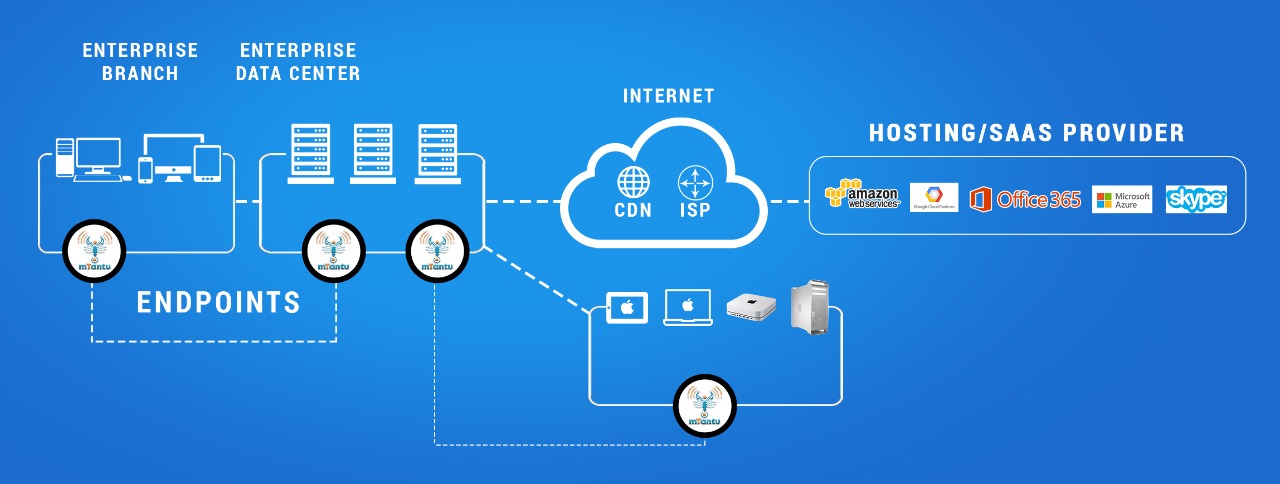 ENTERPRISE
BRANCH
ENTERPRISE
DATA CENTER
INTERNET
CDN
ISP
HOSTING/SAAS PROVIDER
amazon
web services
Google Cloud Platform
Office 365
Microsoft
Azure
skype
mTantu
mTantu
mTantu
ENDPOINTS
mTantu